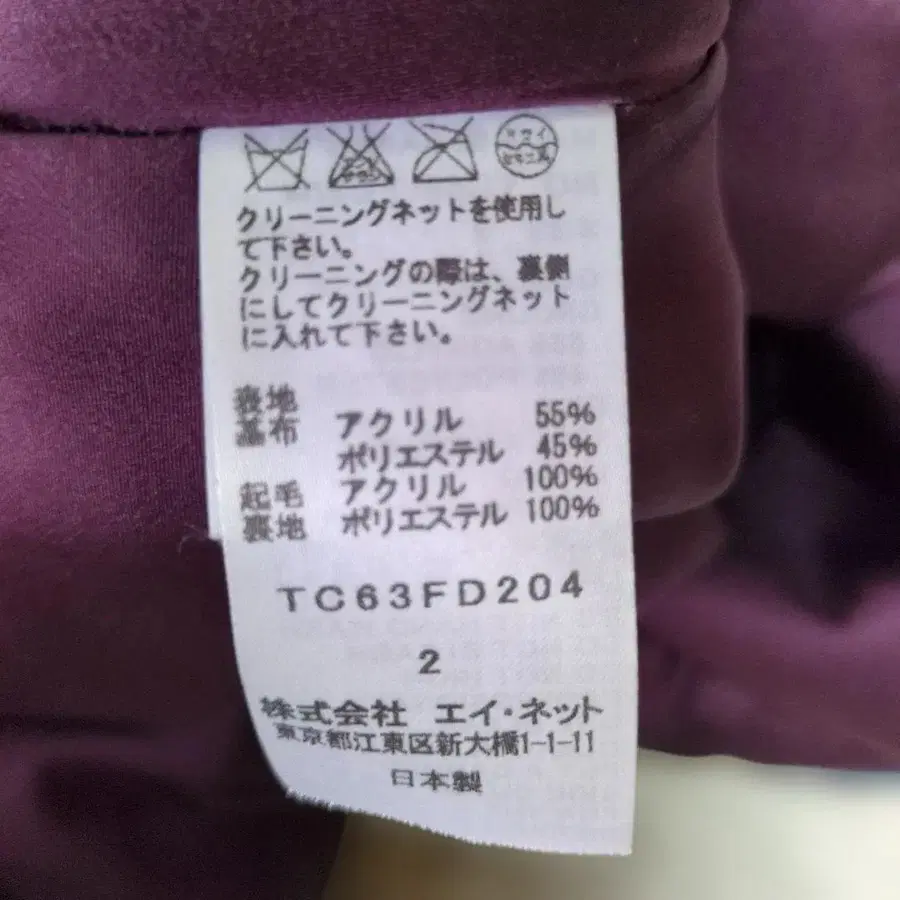 クリーニングネットを使用し
て下さい。
クリーニングの際は、裏側
にしてクリーニングネット
に入れて下さい。
表地
基布 アクリル 55%
ポリエステル 45%
起毛 アクリル 100%
裏地 ポリエステル 100%
TC63FD204
2
株式会社 エイ・ネット
東京都江東区新大橋1-1-11
日本製